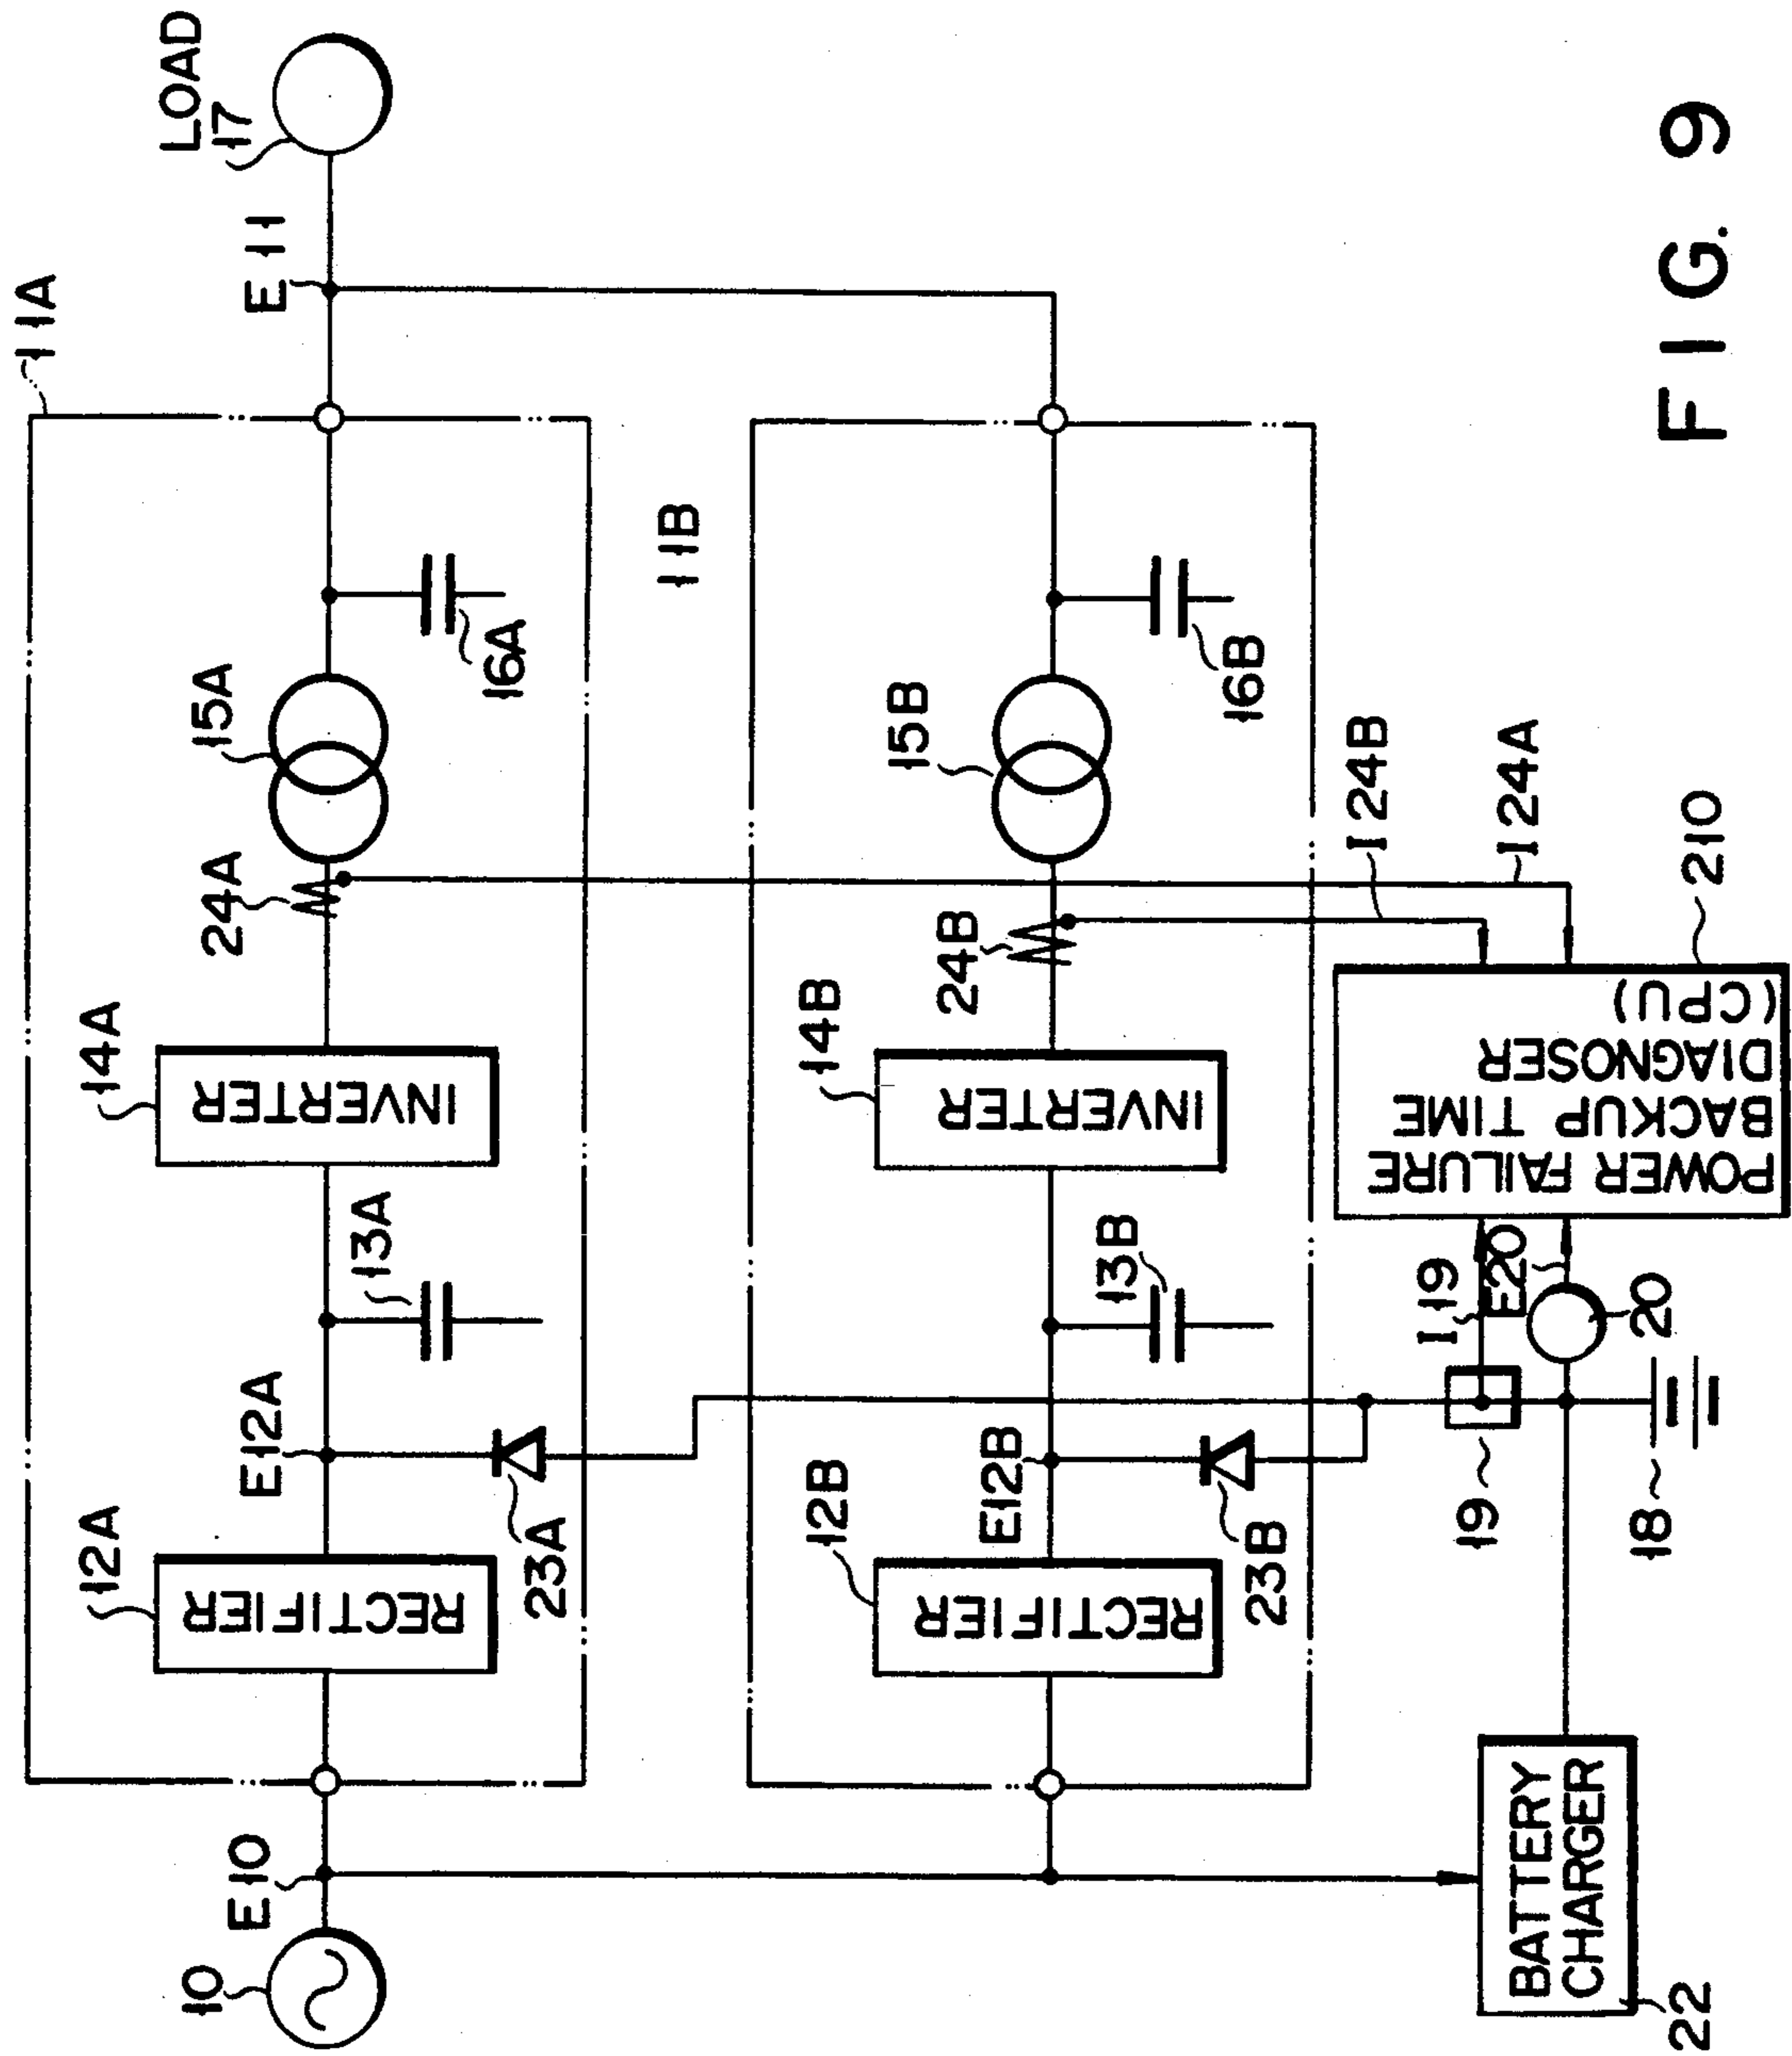 10
E10
12A
RECTIFIER
E12A
23A
13A
14A
INVERTER
24A
15A
16A
11A
E11
LOAD
17
11B
12B
RECTIFIER
E12B
23B
13B
14B
INVERTER
24B
15B
16B
I24B
I24A
22
BATTERY
CHARGER
18
19
I19
E20
20
POWER FAILURE
BACKUP TIME
DIAGNOSER
(CPU)
210
FIG. 9